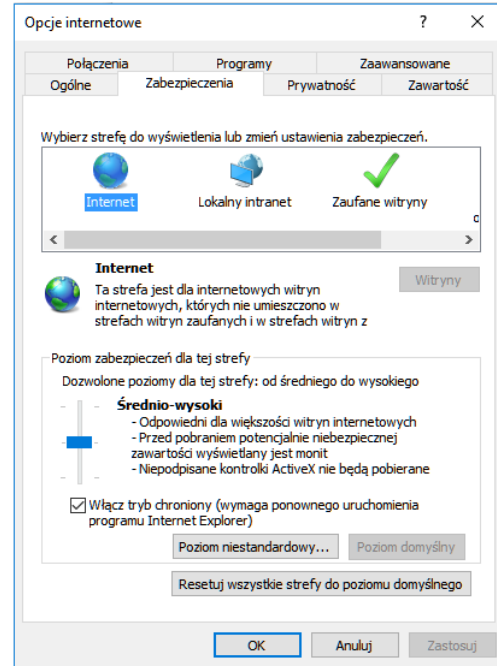 Opcje internetowe ? ×
Połączenia Programy Zaawansowane
Ogólne Zabezpieczenia Prywatność Zawartość
Wybierz strefę do wyświetlenia lub zmień ustawienia zabezpieczeń.
Internet Lokalny intranet Zaufane witryny
Internet
Witryny
Ta strefa jest dla internetowych witryn
internetowych, których nie umieszczono w
strefach witryn zaufanych i w strefach witryn z
Poziom zabezpieczeń dla tej strefy
Dozwolone poziomy dla tej strefy: od średniego do wysokiego
Średnio-wysoki
- Odpowiedni dla większości witryn internetowych
- Przed pobraniem potencjalnie niebezpiecznej
zawartości wyświetlany jest monit
- Niepodpisane kontrolki ActiveX nie będą pobierane
Włącz tryb chroniony (wymaga ponownego uruchomienia
programu Internet Explorer)
Poziom niestandardowy... Poziom domyślny
Resetuj wszystkie strefy do poziomu domyślnego
OK Anuluj Zastosuj